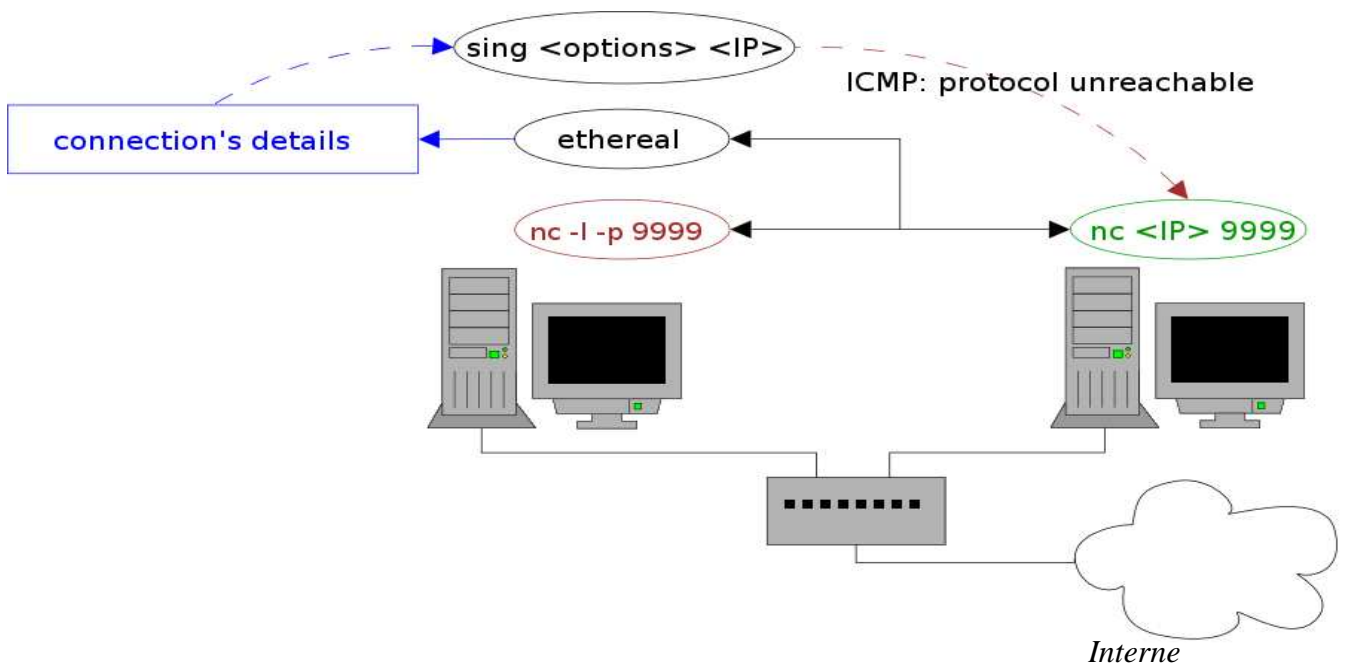 sing <options> <IP>
ICMP: protocol unreachable
connection's details
ethereal
nc -l -p 9999
nc <IP> 9999
Interne